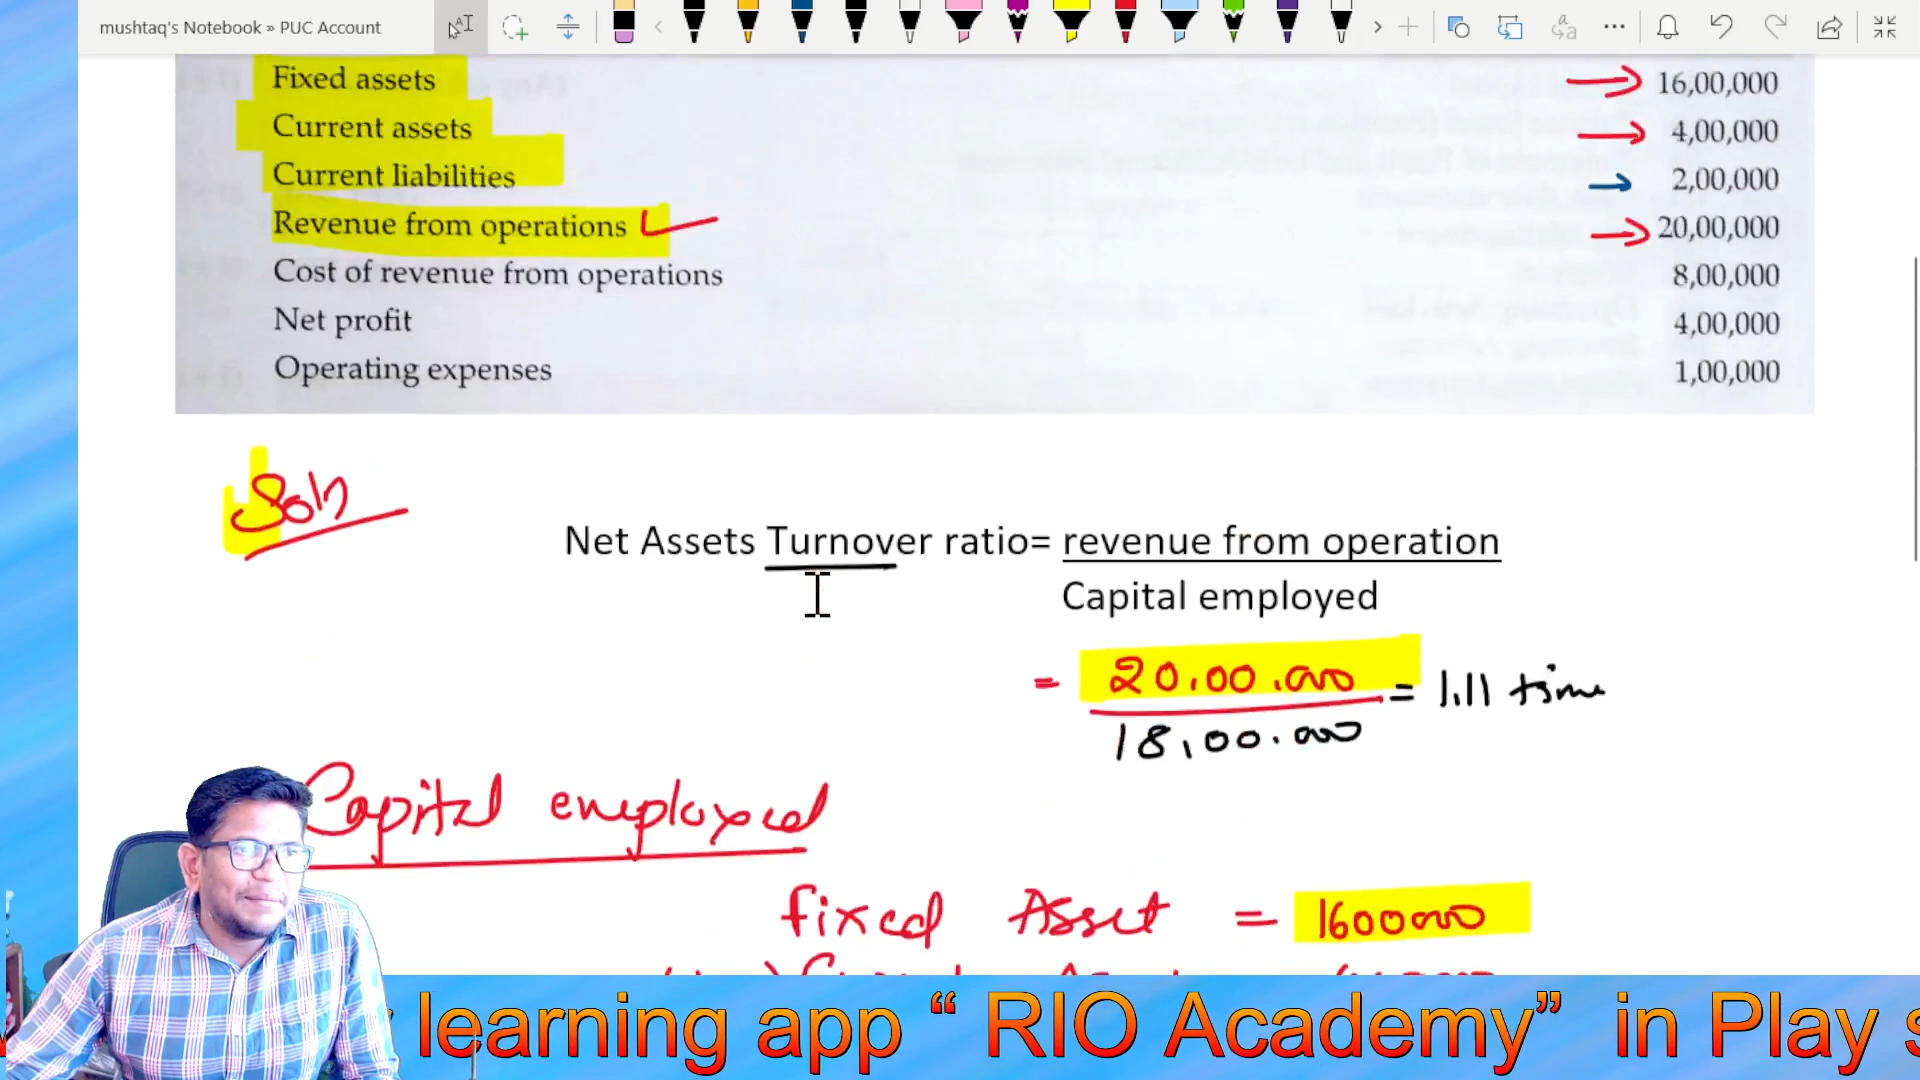 mushtaq's Notebook » PUC Account
Fixed assets 16,00,000
Current assets 4,00,000
Current liabilities 2,00,000
Revenue from operations 20,00,000
Cost of revenue from operations 8,00,000
Net profit 4,00,000
Operating expenses 1,00,000
Soln
Net Assets Turnover ratio= revenue from operation
Capital employed
= 20,00,000 = 1.11 time
18,00,000
Capital employed
fixed Asset = 1600000
learning app “ RIO Academy” in Play s